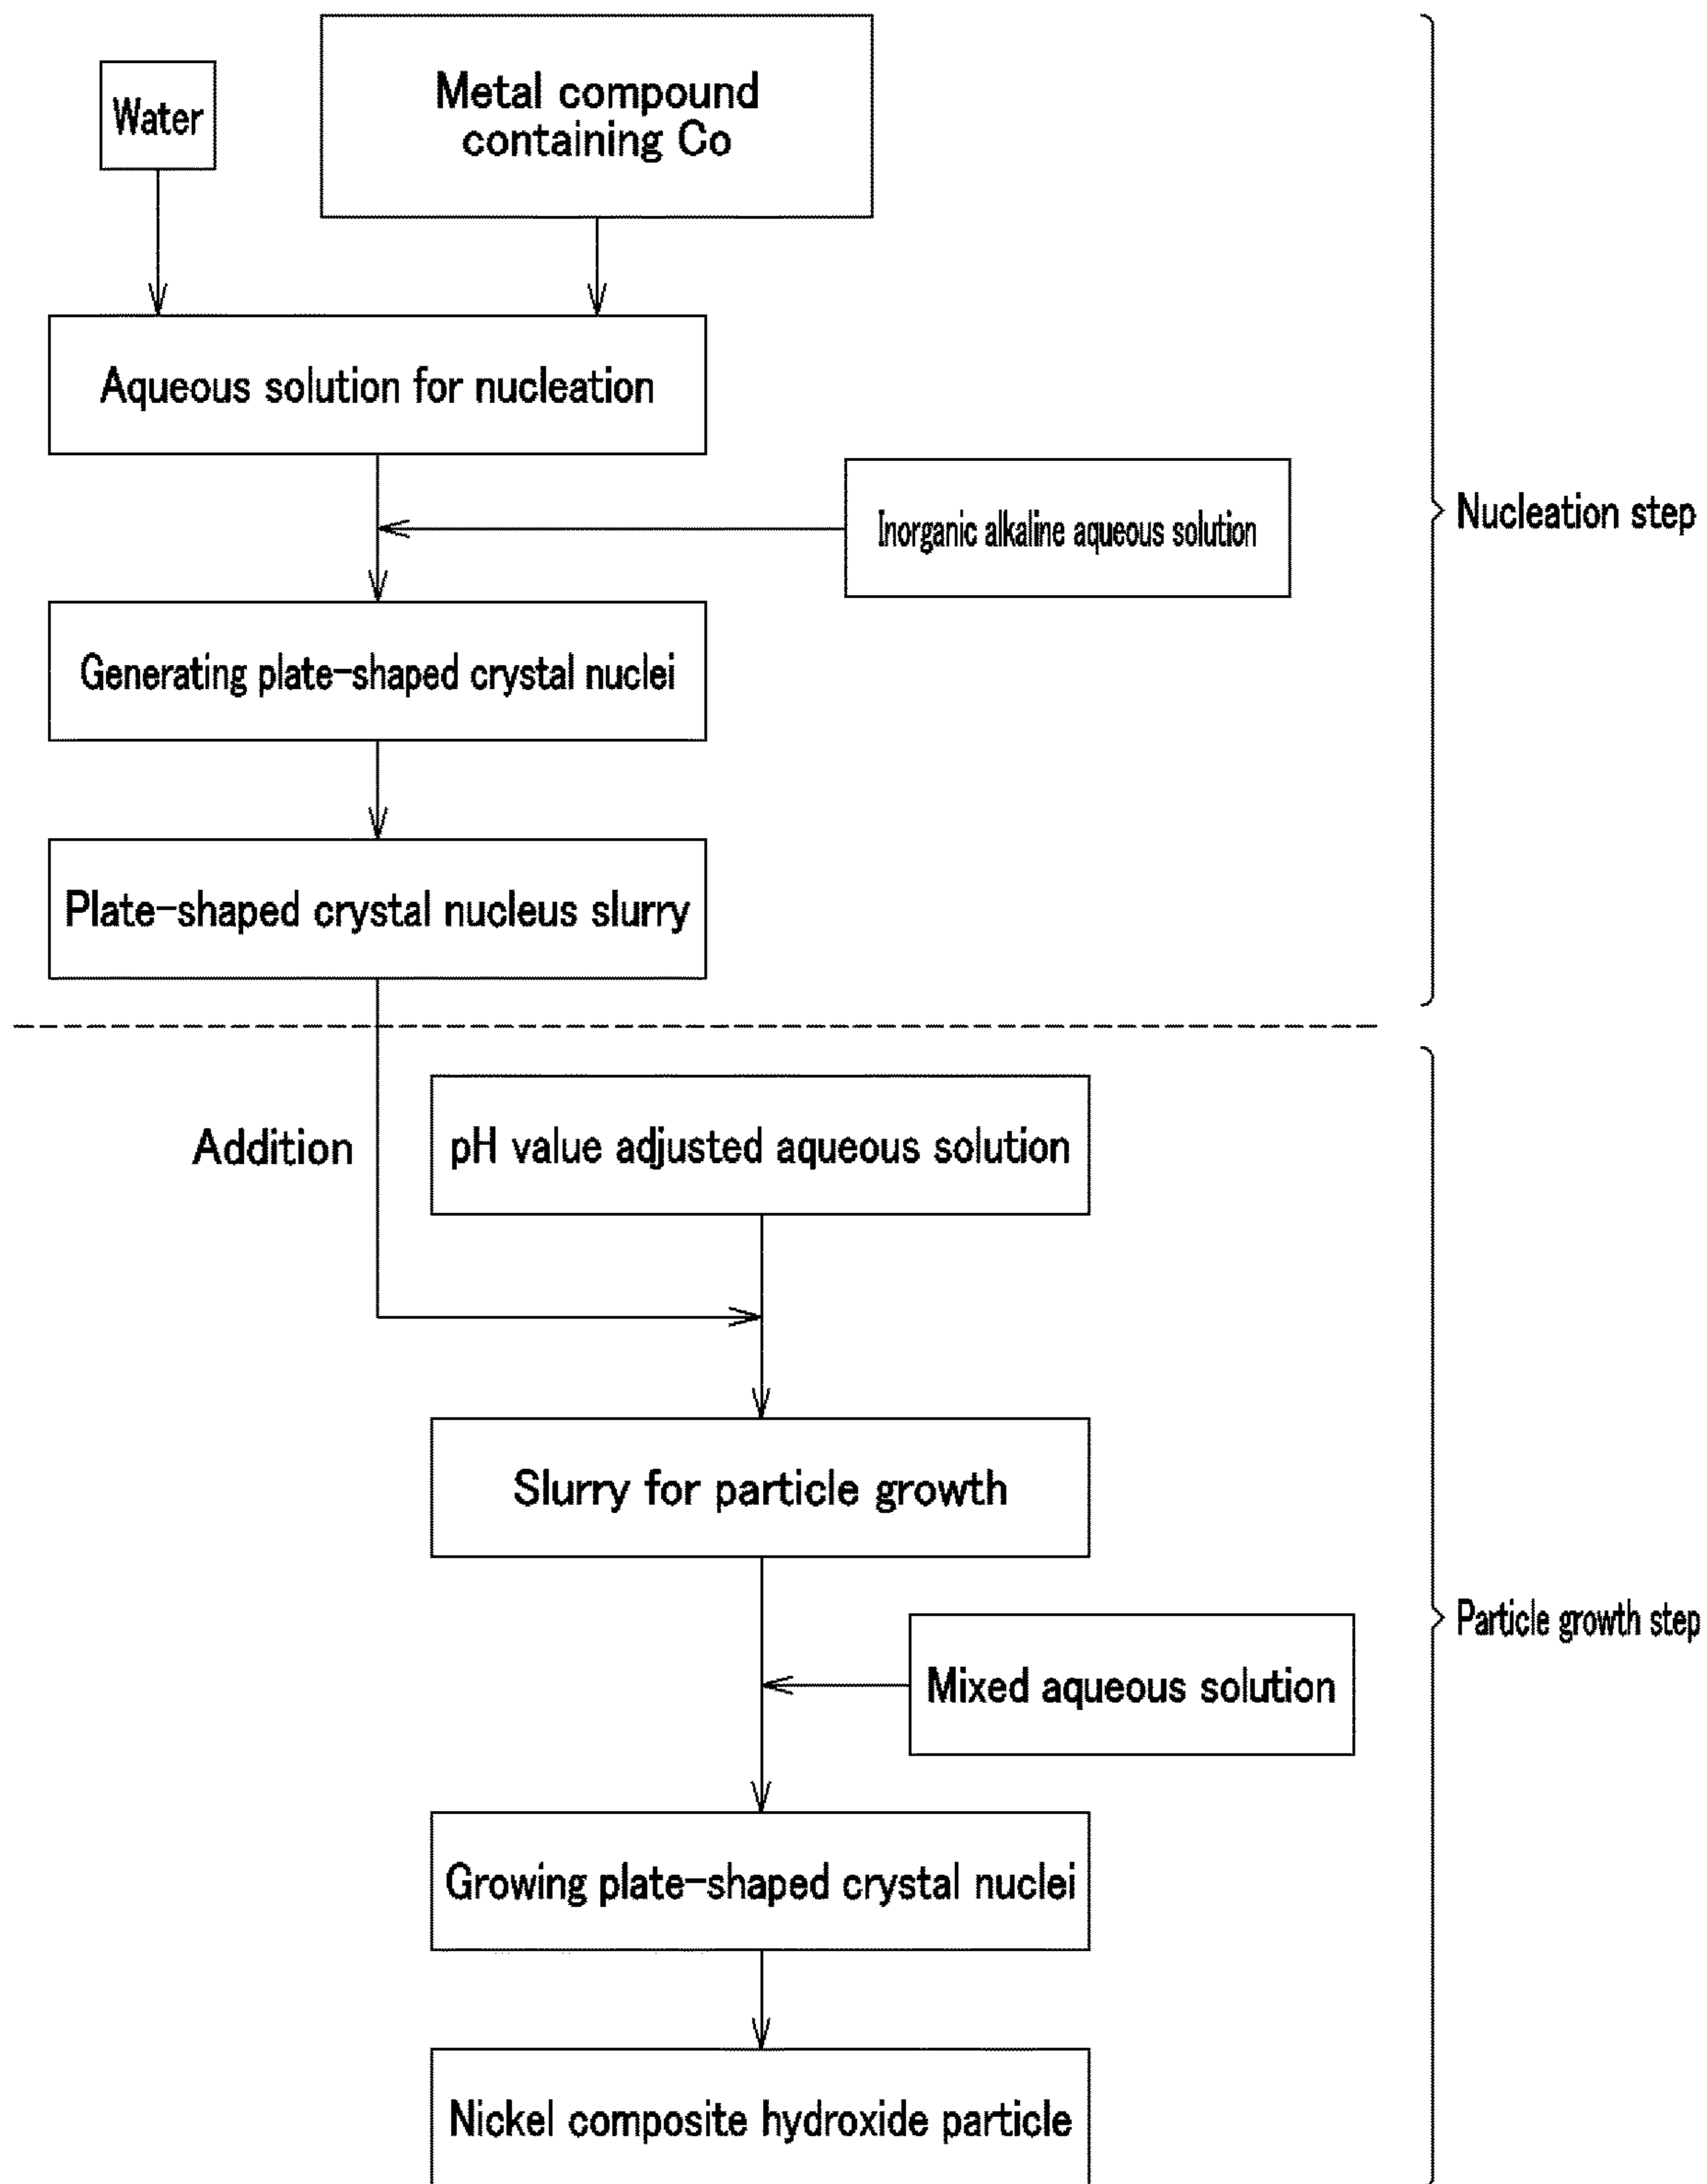 Water
Metal compound
containing Co
Aqueous solution for nucleation
Inorganic alkaline aqueous solution
Nucleation step
Generating plate-shaped crystal nuclei
Plate-shaped crystal nucleus slurry
Addition
pH value adjusted aqueous solution
Slurry for particle growth
Particle growth step
Mixed aqueous solution
Growing plate-shaped crystal nuclei
Nickel composite hydroxide particle